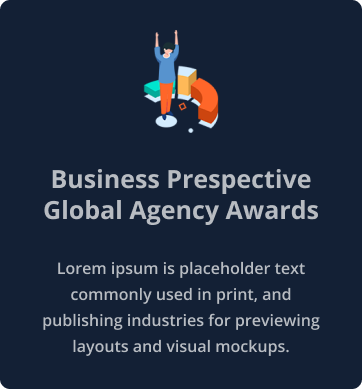 Business Prespective
Global Agency Awards
Lorem ipsum is placeholder text
commonly used in print, and
publishing industries for previewing
layouts and visual mockups.